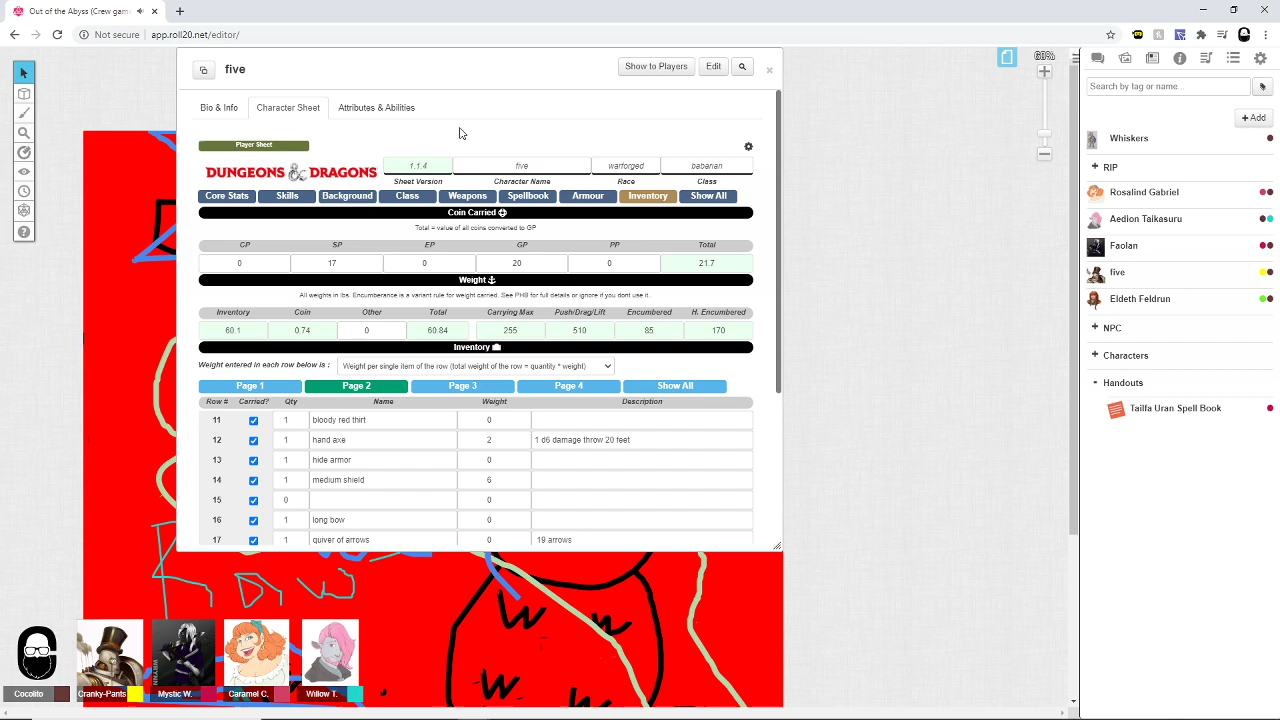 Out of the Abyss (Crew gam
Not secure app.roll20.net/editor/
60%
five
Show to Players Edit
Bio & Info Character Sheet Attributes & Abilities
Player Sheet
DUNGEONS & DRAGONS
1.1.4 five warforged babarian
Sheet Version Character Name Race Class
Core Stats Skills Background Class Weapons Spellbook Armour Inventory Show All
Coin Carried
Total = value of all coins converted to GP
CP SP EP GP PP Total
0 17 0 20 0 21.7
Weight
All weights in lbs. Encumberance is a variant rule for weight carried. See PHB for full details or ignore if you dont use it..
Inventory Coin Other Total Carrying Max Push/Drag/Lift Encumbered H. Encumbered
60.1 0.74 0 60.84 255 510 85 170
Inventory
Weight entered in each row below is : Weight per single item of the row (total weight of the row = quantity * weight)
Page 1 Page 2 Page 3 Page 4 Show All
Row # Carried? Qty Name Weight Description
11 1 bloody red thirt 0
12 1 hand axe 2 1 d6 damage throw 20 feet
13 1 hide armor 0
14 1 medium shield 6
15 0 0
16 1 long bow 0
17 1 quiver of arrows 0 19 arrows
W W
W W
Cocolito Cranky-Pants Mystic W. Caramel C. Willow T.
Search by tag or name...
+ Add
Whiskers
+ RIP
Rosalind Gabriel
Aedion Taikasuru
Faolan
five
Eldeth Feldrun
+ NPC
+ Characters
- Handouts
Tailfa Uran Spell Book